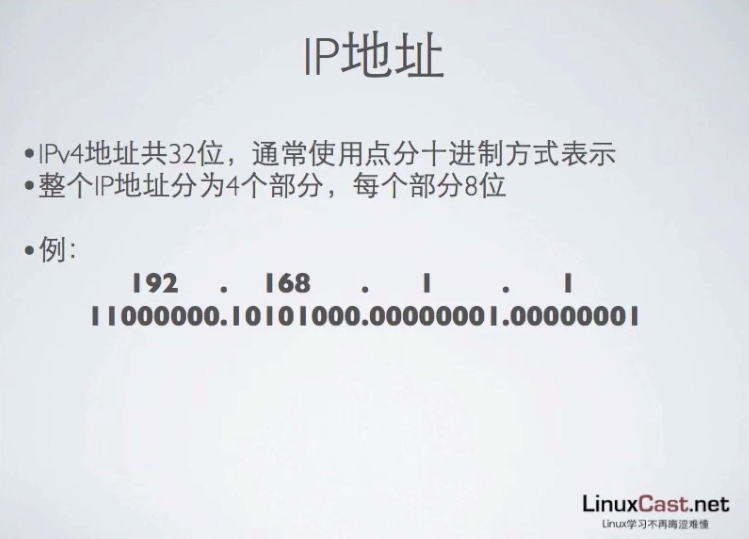 IP地址
•IPv4地址共32位，通常使用点分十进制方式表示
•整个IP地址分为4个部分，每个部分8位
•例：
192 . 168 . 1 . 1
11000000.10101000.00000001.00000001
LinuxCast.net
Linux学习不再晦涩难懂